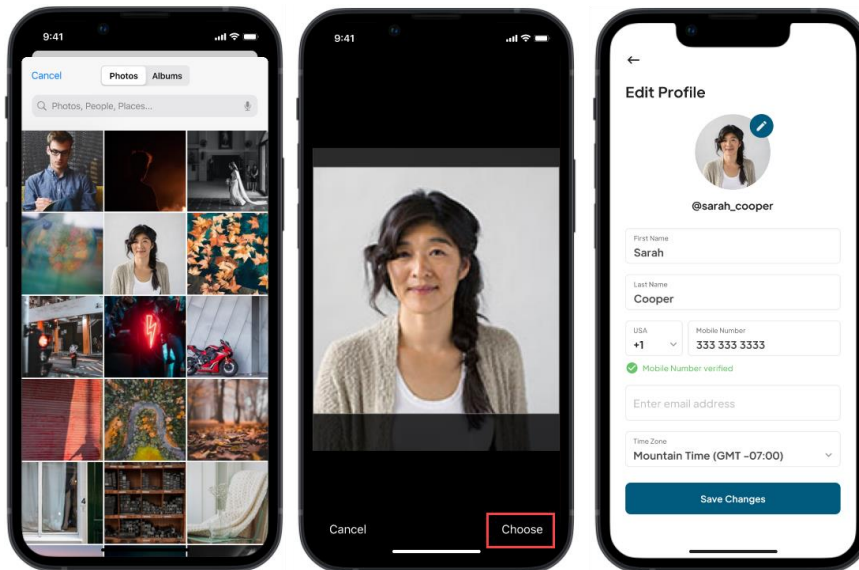 9:41
Cancel
Photos
Albums
Photos, People, Places...
4
9:41
Cancel
Choose
Edit Profile
@sarah_cooper
First Name
Sarah
Last Name
Cooper
USA
+1
Mobile Number
333 333 3333
Mobile Number verified
Enter email address
Time Zone
Mountain Time (GMT -07:00)
Save Changes